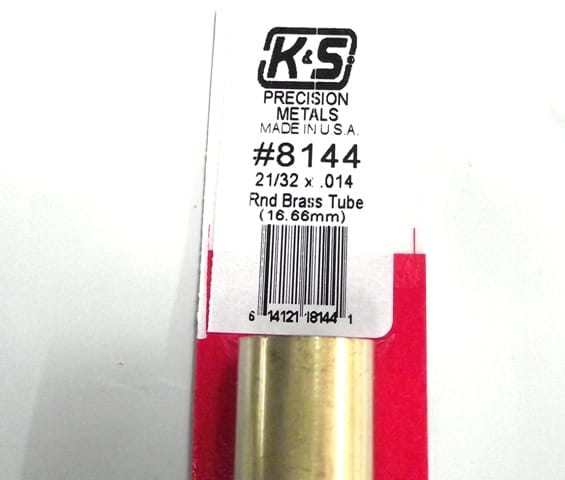 K&S
PRECISION
METALS
MADE IN U.S.A.
#8144
21/32 x .014
Rnd Brass Tube
(16.66mm)
6 14121 18144 1